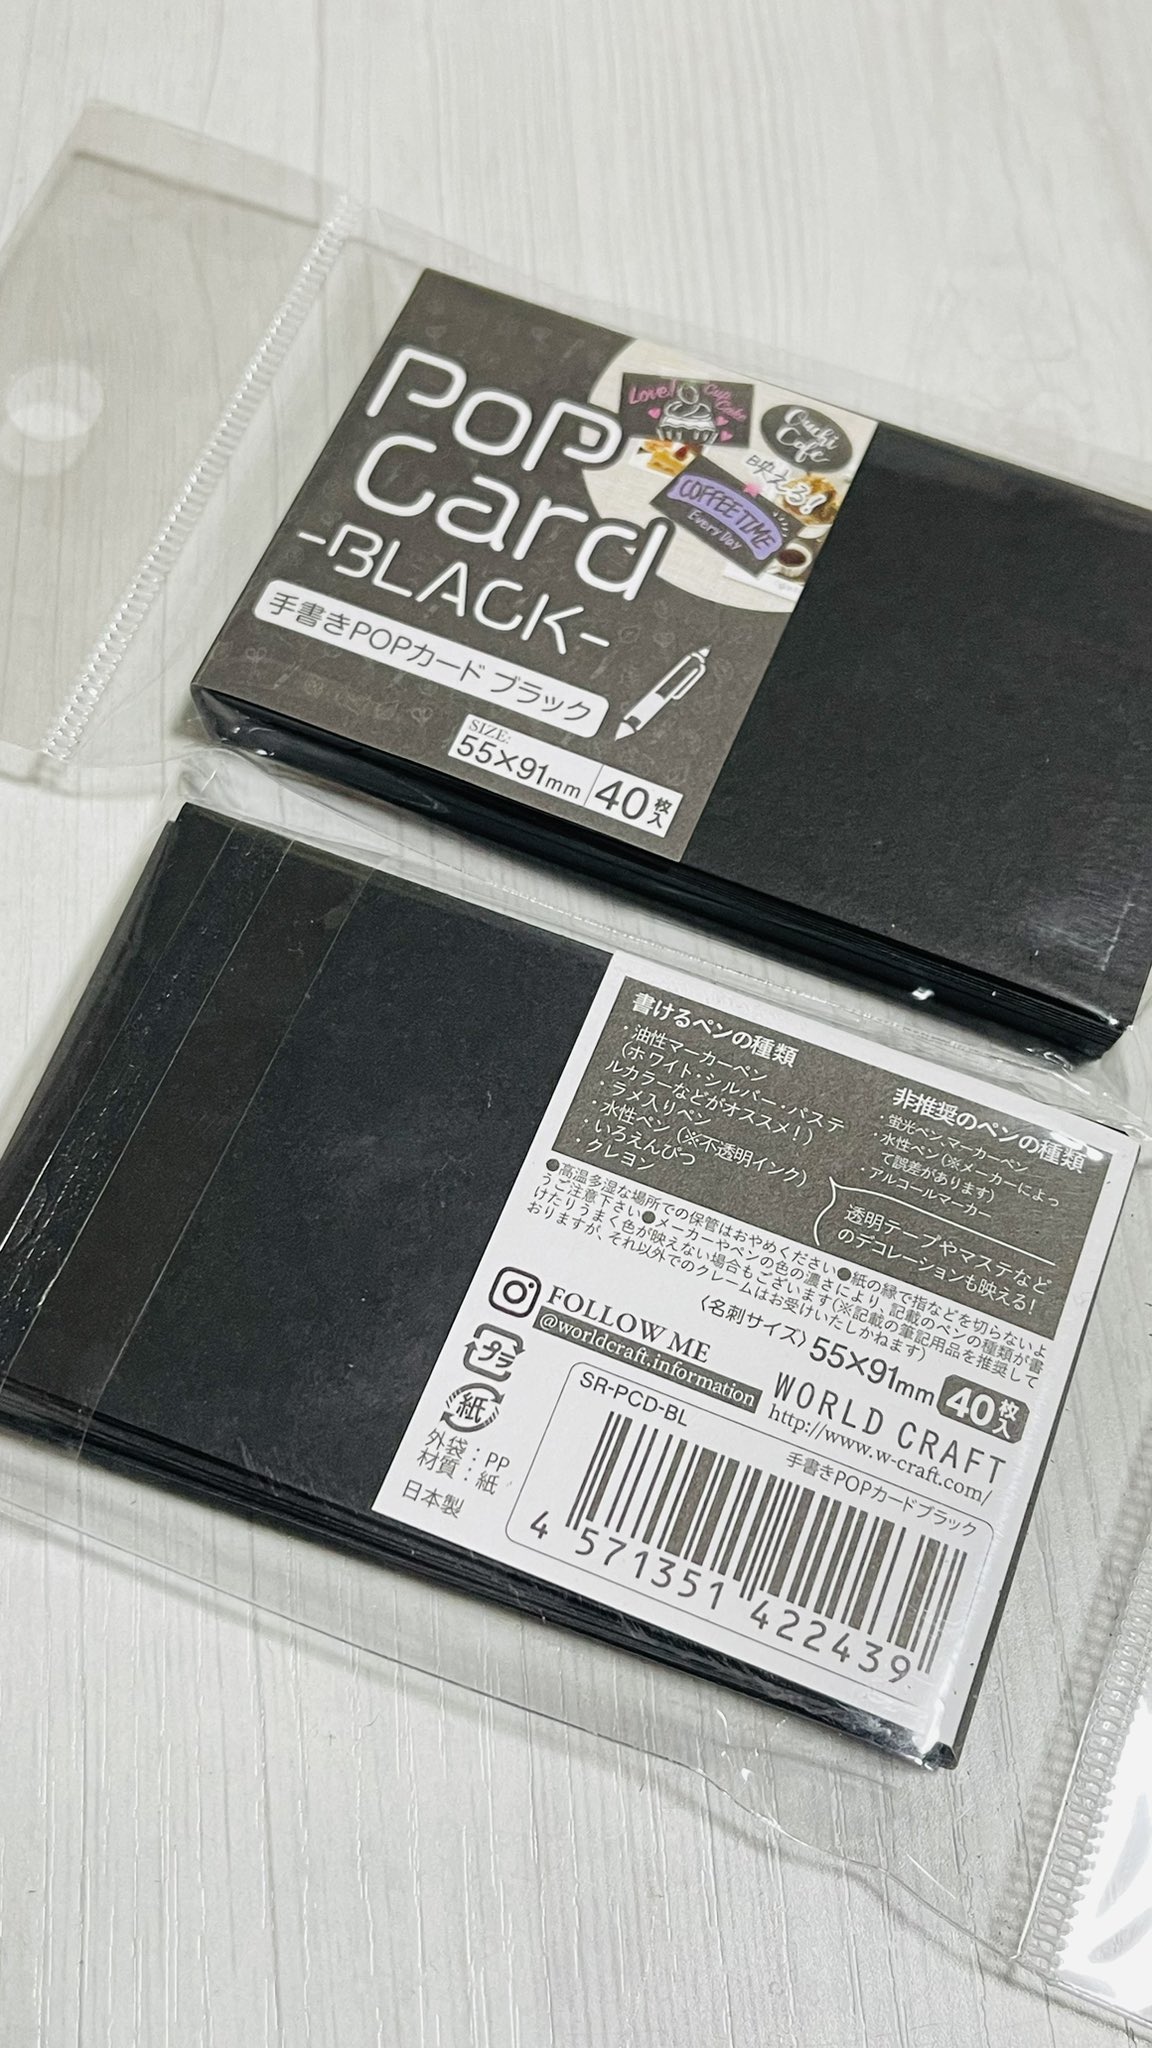 PoP
Card
-BLACK-
手書きPOPカード ブラック
SIZE:
55×91mm
40枚入
Love!
Cup Cake
Ouchi
Cafe
映えろ!
COFFEE TIME
Every Day
書けるペンの種類
・油性マーカーペン
(ホワイト・シルバー・パステ
ルカラーなどがオススメ!)
・ラメ入りペン
・水性ペン(※不透明インク)
・いろえんぴつ
・クレヨン
非推奨のペンの種類
・蛍光ペン、マーカーペン
・水性ペン(※メーカーによっ
て誤差があります)
・アルコールマーカー
透明テープやマステなど
のデコレーションも映える!
●高温多湿な場所での保管はおやめください●紙の縁で指などを切らないよ
うご注意下さい●メーカーやペンの色の濃さにより、記載のペンの種類が書
けたりうまく色が映えない場合もございます(※記載の筆記用品を推奨して
おりますが、それ以外でのクレームはお受けいたしかねます)
〈名刺サイズ〉55×91mm 40枚入
FOLLOW ME
@worldcraft.information
WORLD CRAFT
http://www.w-craft.com/
プラ
紙
外袋:PP
材質:紙
日本製
SR-PCD-BL
手書きPOPカードブラック
4 571351 422439